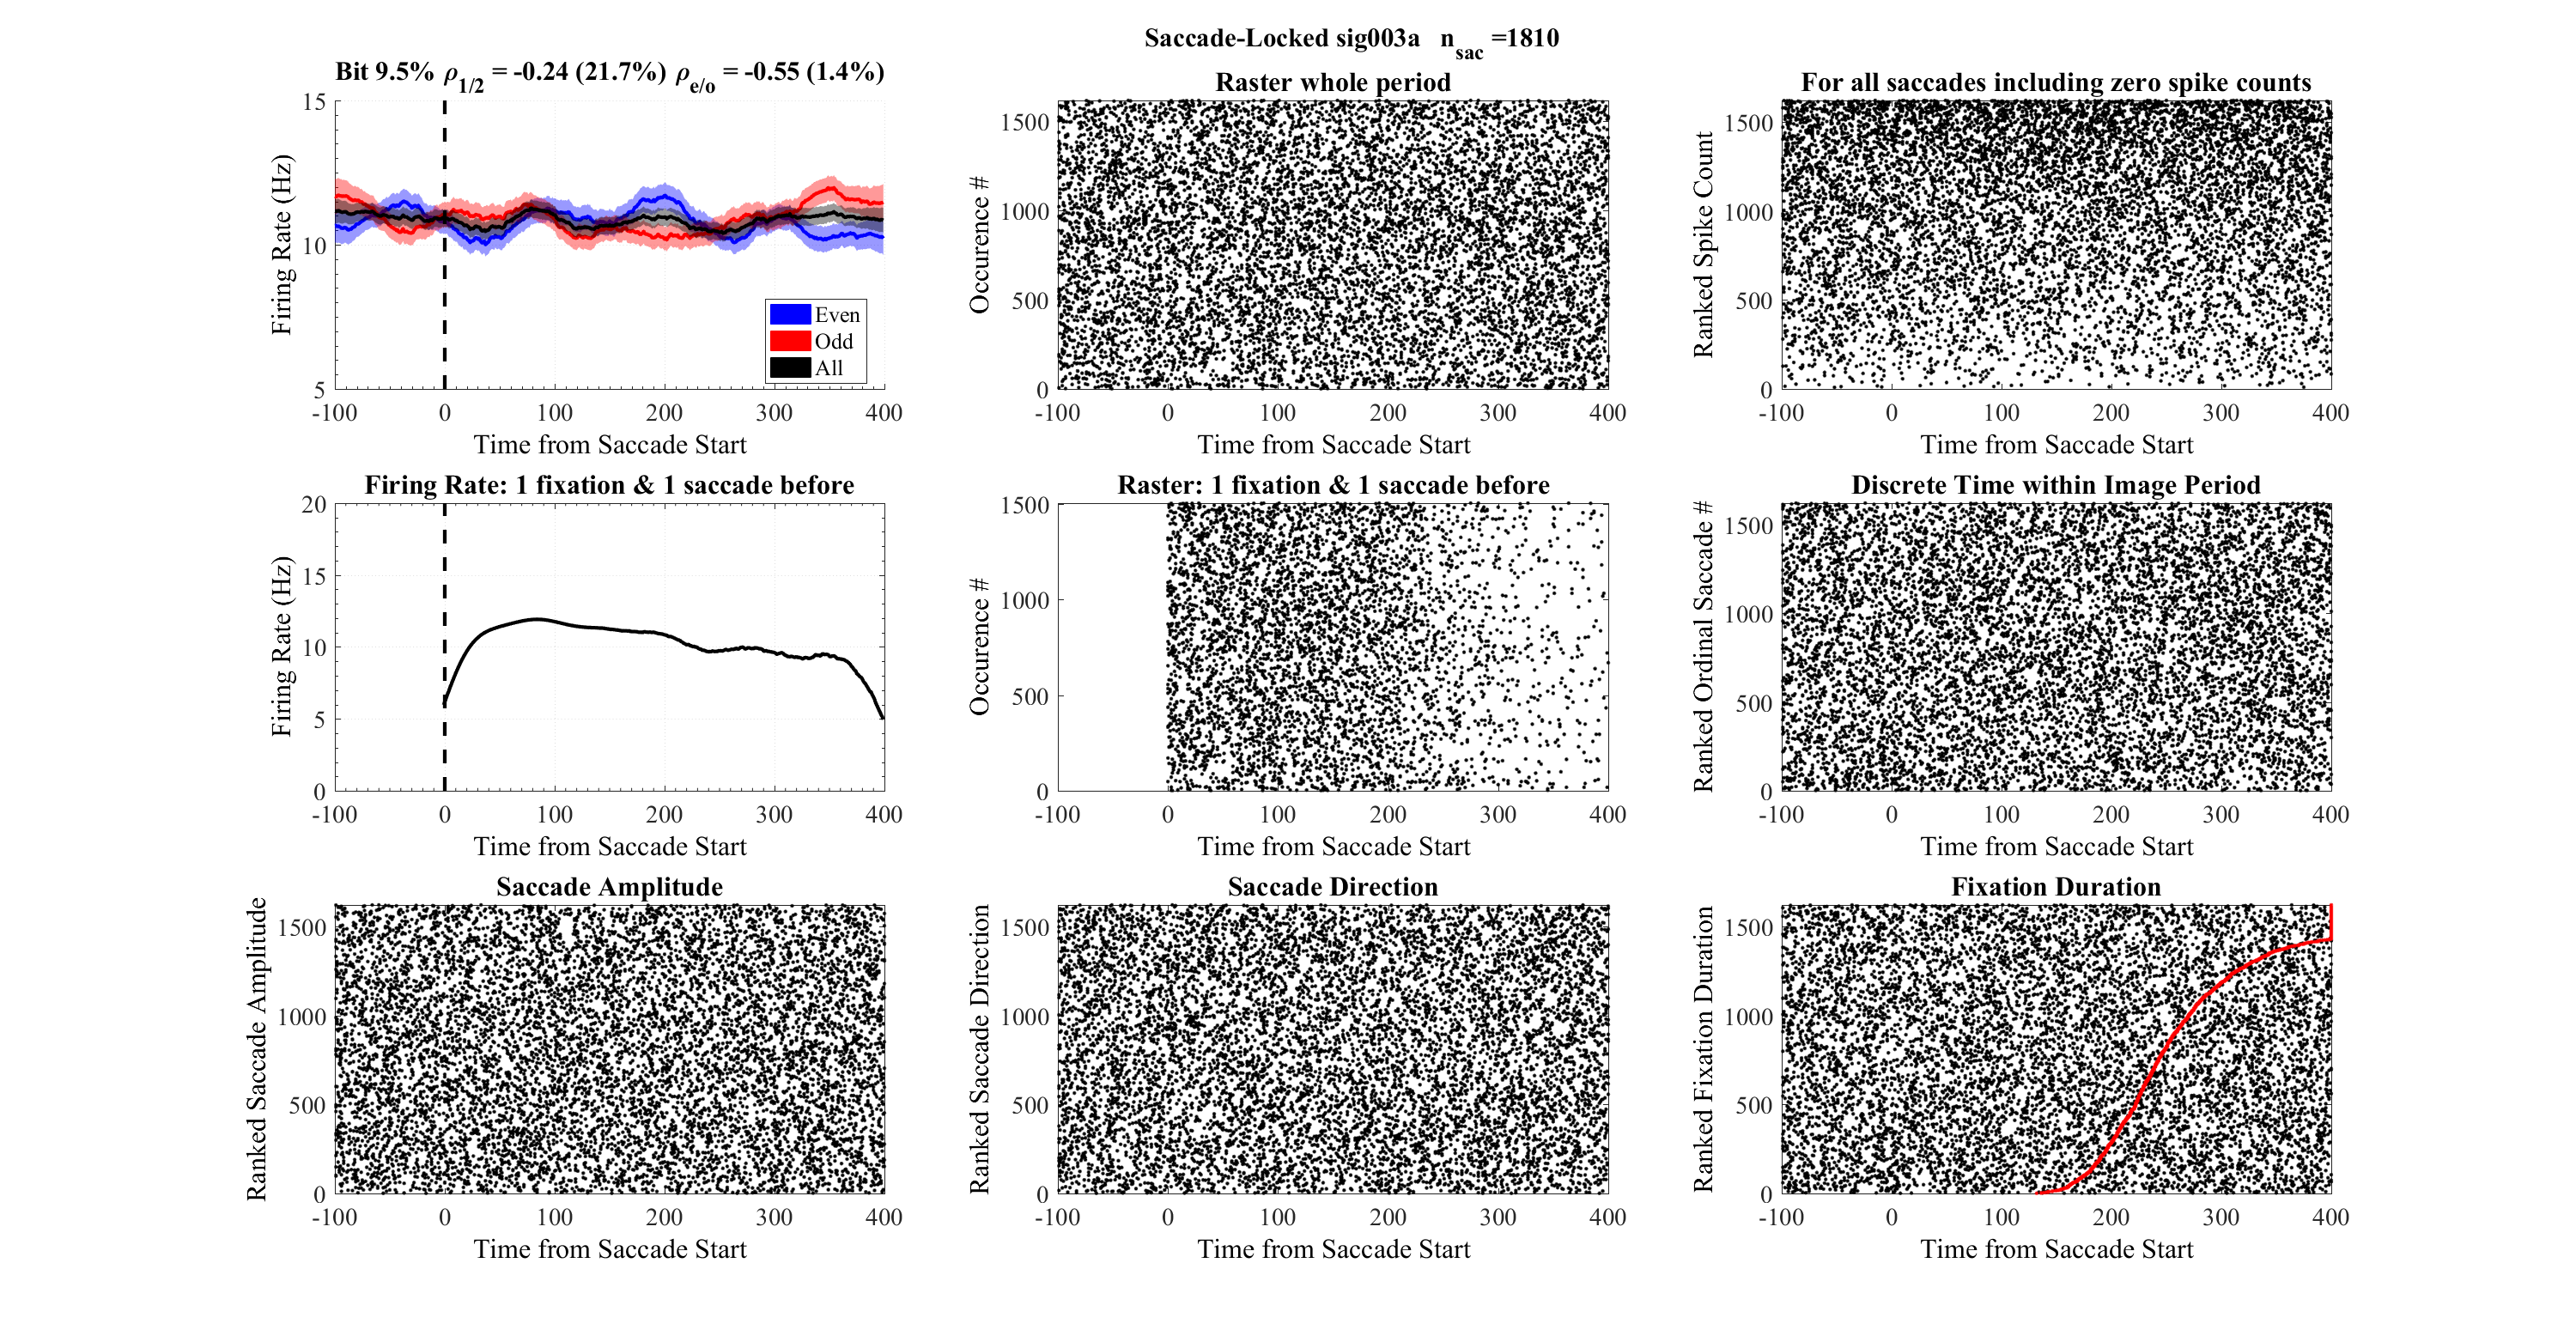 Saccade-Locked sig003a n_sac =1810
Bit 9.5% ρ_1/2 = -0.24 (21.7%) ρ_e/o = -0.55 (1.4%)
15
10
5
Firing Rate (Hz)
Even
Odd
All
-100 0 100 200 300 400
Time from Saccade Start
Raster whole period
1500
1000
500
0
Occurence #
-100 0 100 200 300 400
Time from Saccade Start
For all saccades including zero spike counts
1500
1000
500
0
Ranked Spike Count
-100 0 100 200 300 400
Time from Saccade Start
Firing Rate: 1 fixation & 1 saccade before
20
15
10
5
0
Firing Rate (Hz)
-100 0 100 200 300 400
Time from Saccade Start
Raster: 1 fixation & 1 saccade before
1500
1000
500
0
Occurence #
-100 0 100 200 300 400
Time from Saccade Start
Discrete Time within Image Period
1500
1000
500
0
Ranked Ordinal Saccade #
-100 0 100 200 300 400
Time from Saccade Start
Saccade Amplitude
1500
1000
500
0
Ranked Saccade Amplitude
-100 0 100 200 300 400
Time from Saccade Start
Saccade Direction
1500
1000
500
0
Ranked Saccade Direction
-100 0 100 200 300 400
Time from Saccade Start
Fixation Duration
1500
1000
500
0
Ranked Fixation Duration
-100 0 100 200 300 400
Time from Saccade Start